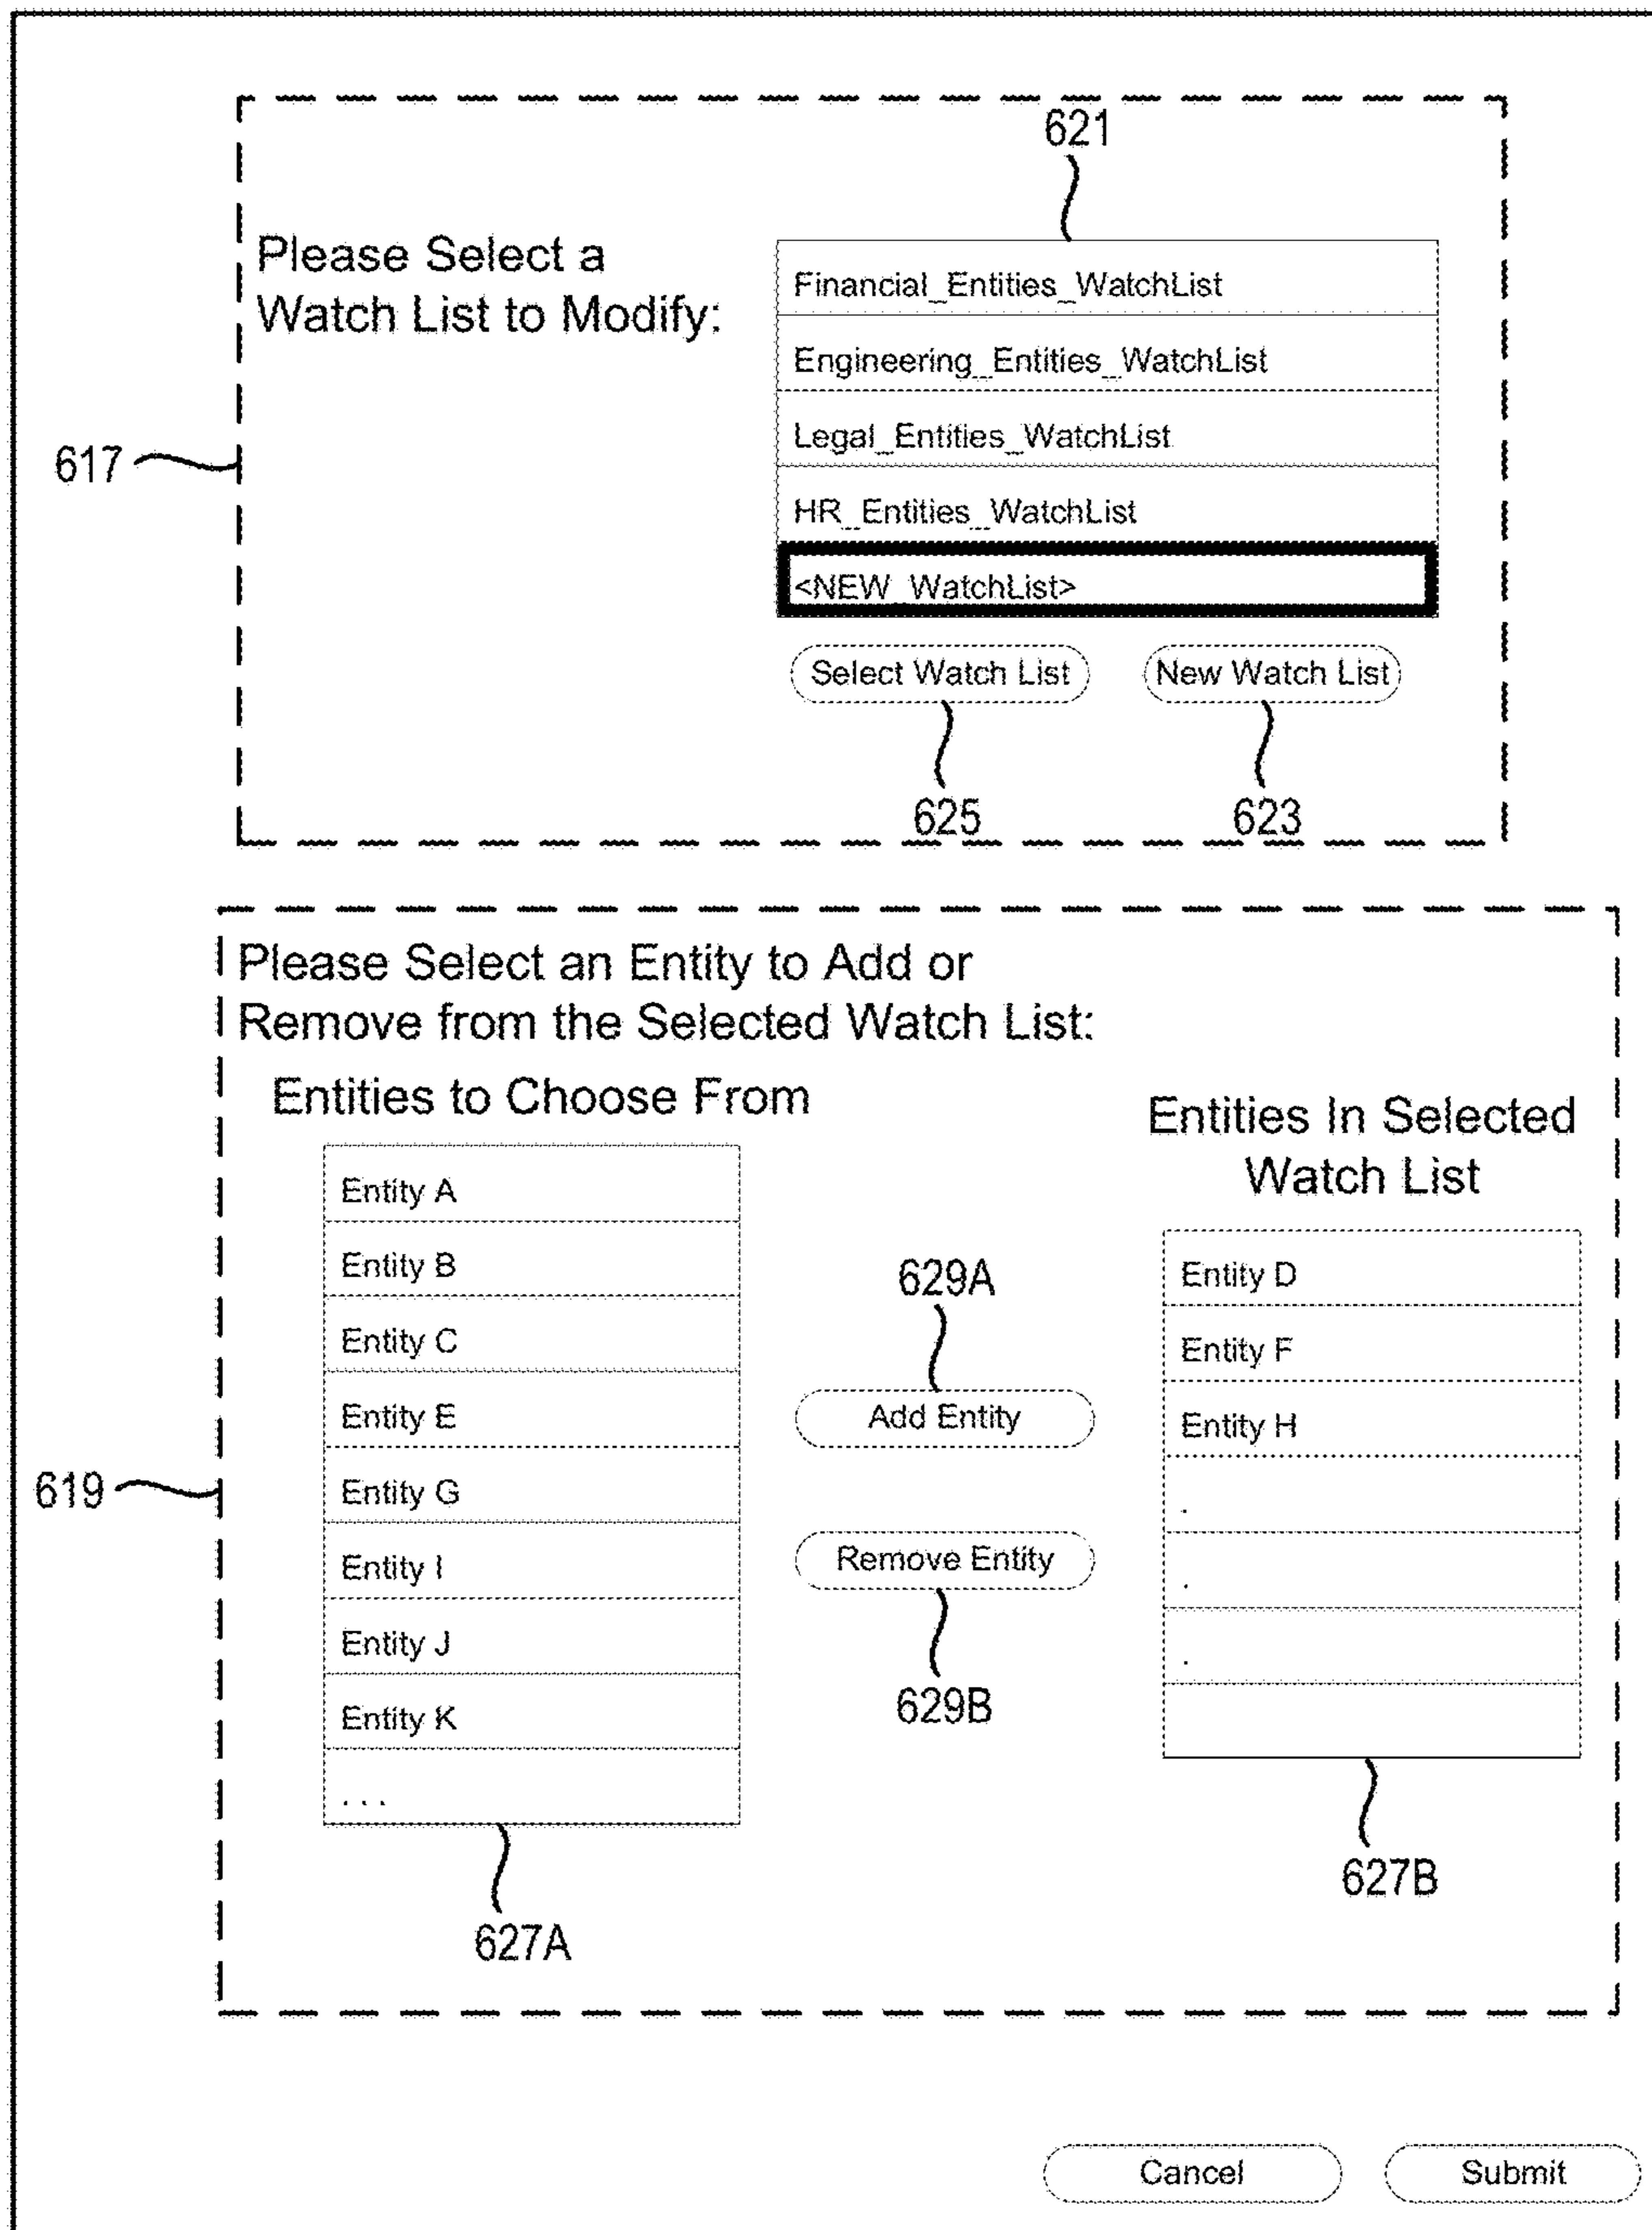 621
Please Select a
Watch List to Modify:
Financial_Entities_WatchList
Engineering_Entities_WatchList
Legal_Entities_WatchList
HR_Entities_WatchList
<NEW_WatchList>
617
Select Watch List
New Watch List
625
623
Please Select an Entity to Add or
Remove from the Selected Watch List:
Entities to Choose From
Entity A
Entity B
Entity C
Entity E
Entity G
Entity I
Entity J
Entity K
. . .
627A
619
629A
Add Entity
Remove Entity
629B
Entities In Selected
Watch List
Entity D
Entity F
Entity H
.
.
.
627B
Cancel
Submit